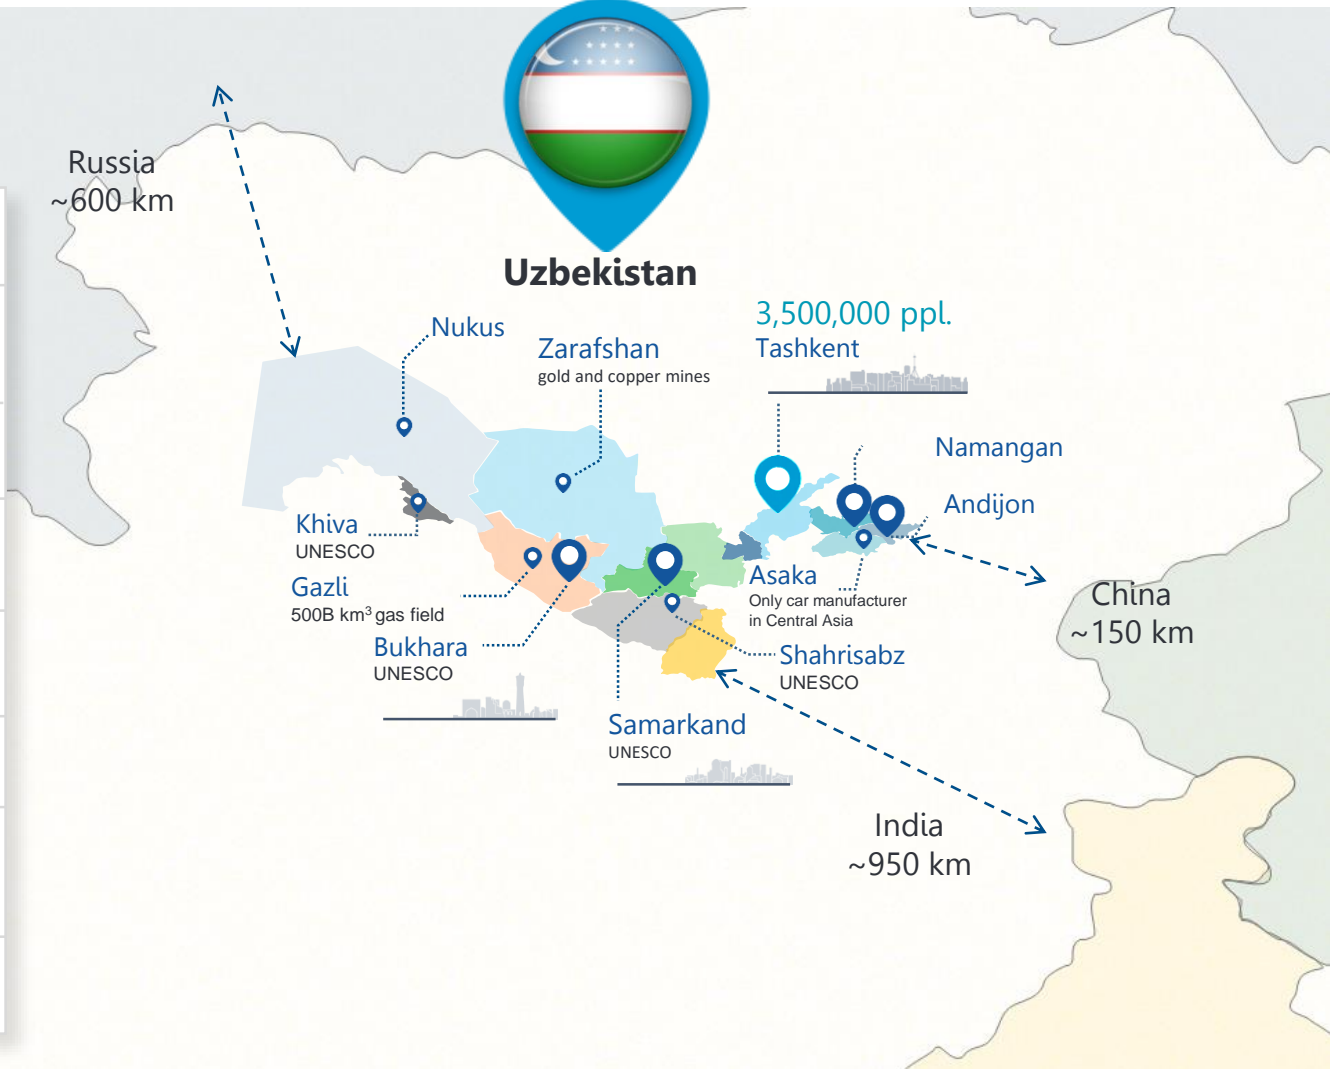 Russia
~600 km
Uzbekistan
Nukus
Zarafshan
gold and copper mines
3,500,000 ppl.
Tashkent
Namangan
Andijon
Khiva
UNESCO
Gazli
500B km³ gas field
Bukhara
UNESCO
Asaka
Only car manufacturer
in Central Asia
Shahrisabz
UNESCO
Samarkand
UNESCO
China
~150 km
India
~950 km